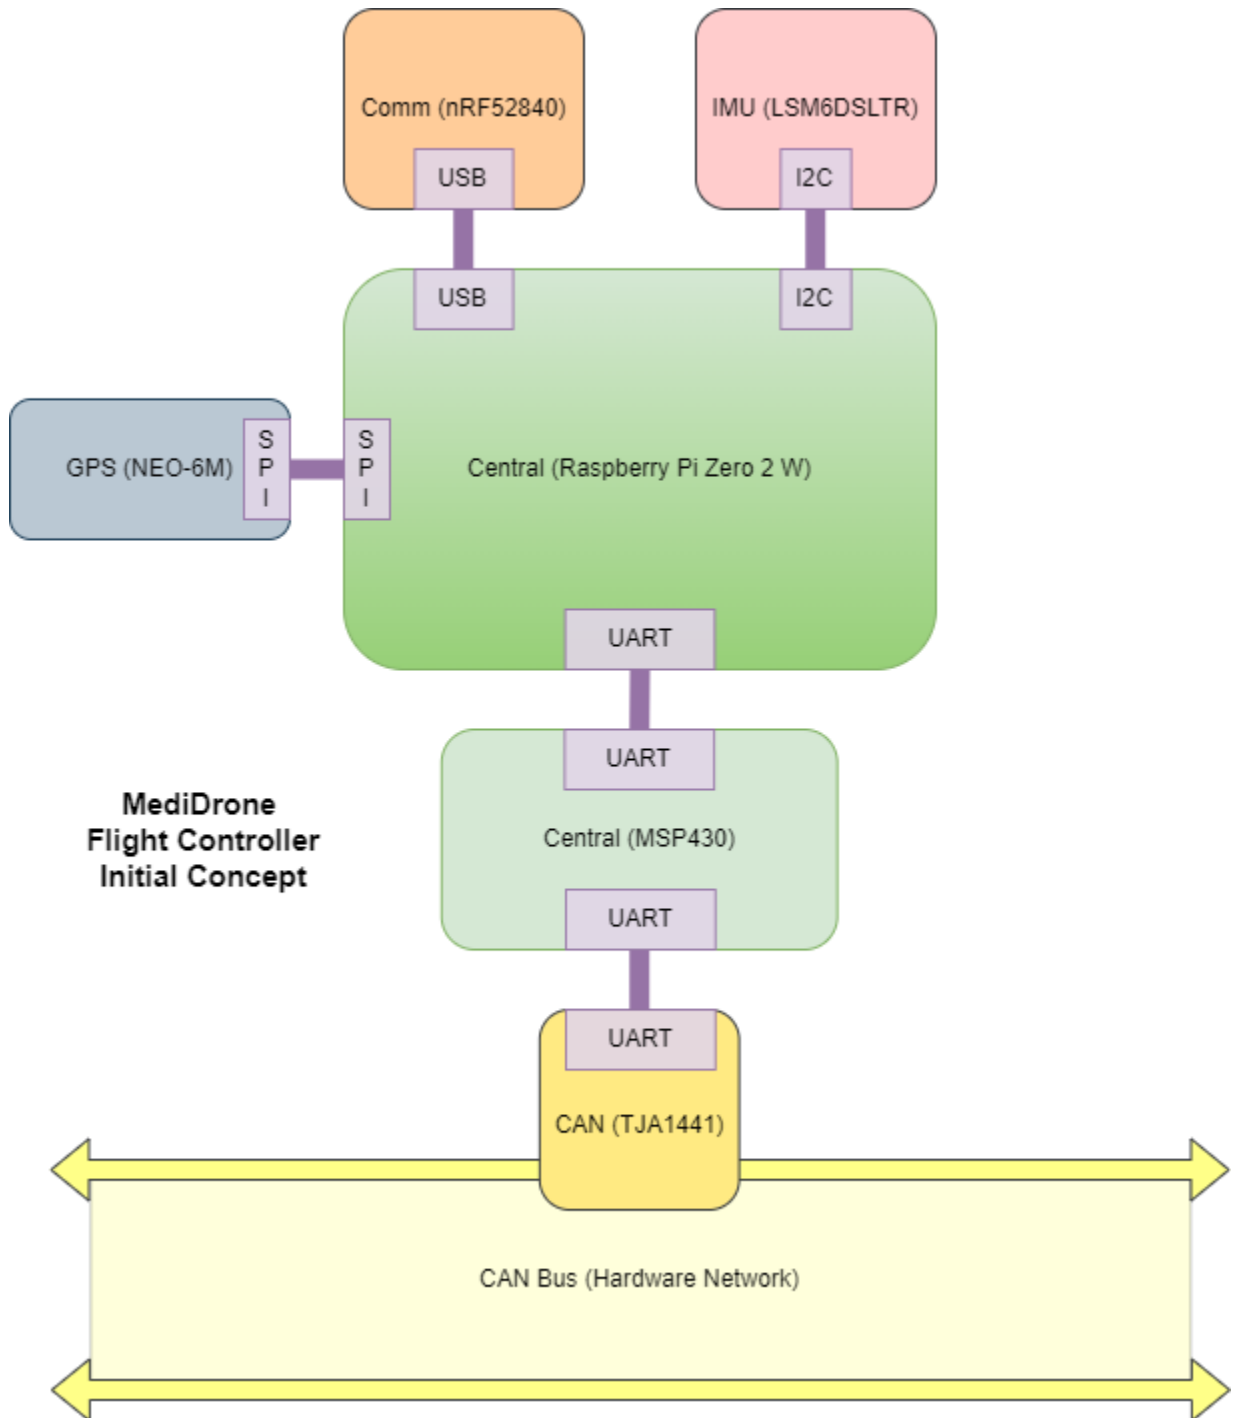 Comm (nRF52840)
USB
IMU (LSM6DSLTR)
I2C
USB
I2C
GPS (NEO-6M)
S
P
I
S
P
I
Central (Raspberry Pi Zero 2 W)
UART
UART
Central (MSP430)
UART
MediDrone
Flight Controller
Initial Concept
UART
CAN (TJA1441)
CAN Bus (Hardware Network)